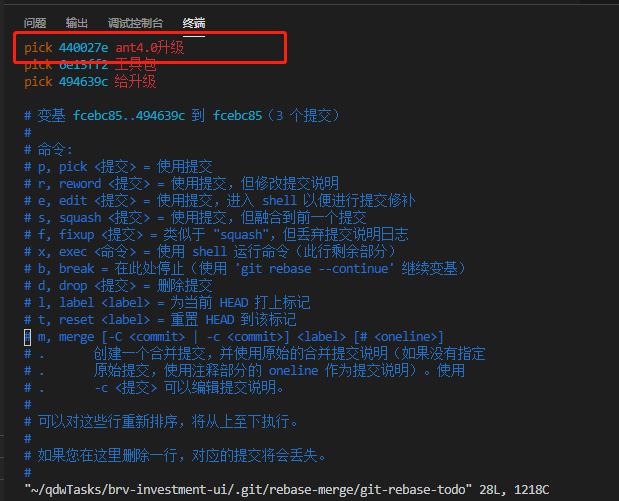 问题 输出 调试控制台 终端
pick 440027e ant4.0升级
pick 6e15ff2 工具包
pick 494639c 给升级
# 变基 fcebc85..494639c 到 fcebc85（3 个提交）
#
# 命令:
# p, pick <提交> = 使用提交
# r, reword <提交> = 使用提交，但修改提交说明
# e, edit <提交> = 使用提交，进入 shell 以便进行提交修补
# s, squash <提交> = 使用提交，但融合到前一个提交
# f, fixup <提交> = 类似于 "squash"，但丢弃提交说明日志
# x, exec <命令> = 使用 shell 运行命令（此行剩余部分）
# b, break = 在此处停止（使用 'git rebase --continue' 继续变基）
# d, drop <提交> = 删除提交
# l, label <label> = 为当前 HEAD 打上标记
# t, reset <label> = 重置 HEAD 到该标记
# m, merge [-C <commit> | -c <commit>] <label> [# <oneline>]
# . 创建一个合并提交，并使用原始的合并提交说明（如果没有指定
# . 原始提交，使用注释部分的 oneline 作为提交说明）。使用
# . -c <提交> 可以编辑提交说明。
#
# 可以对这些行重新排序，将从上至下执行。
#
# 如果您在这里删除一行，对应的提交将会丢失。
#
"~/qdwTasks/brv-investment-ui/.git/rebase-merge/git-rebase-todo" 28L, 1218C